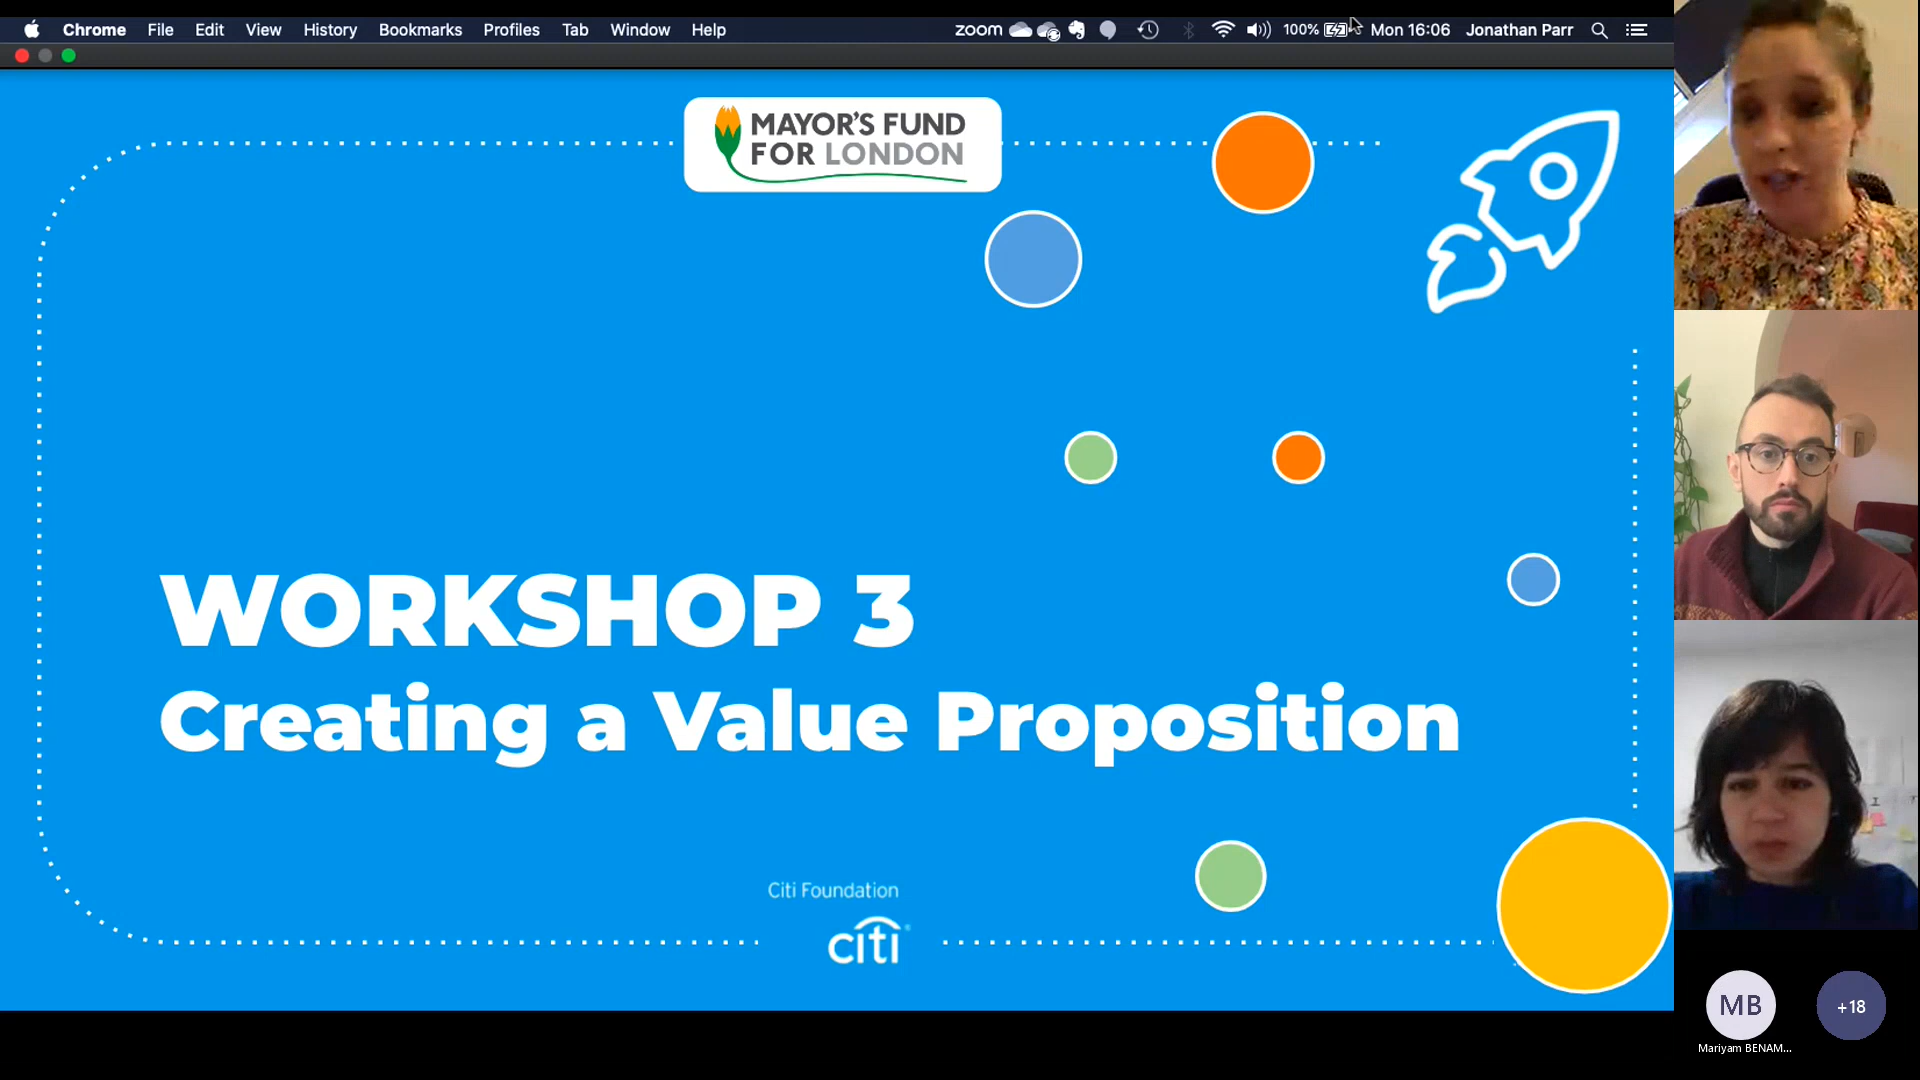 Chrome File Edit View History Bookmarks Profiles Tab Window Help zoom 100% Mon 16:06 Jonathan Parr
MAYOR'S FUND
FOR LONDON
WORKSHOP 3
Creating a Value Proposition
Citi Foundation
citi
MB
+18
Mariyam BENAM...